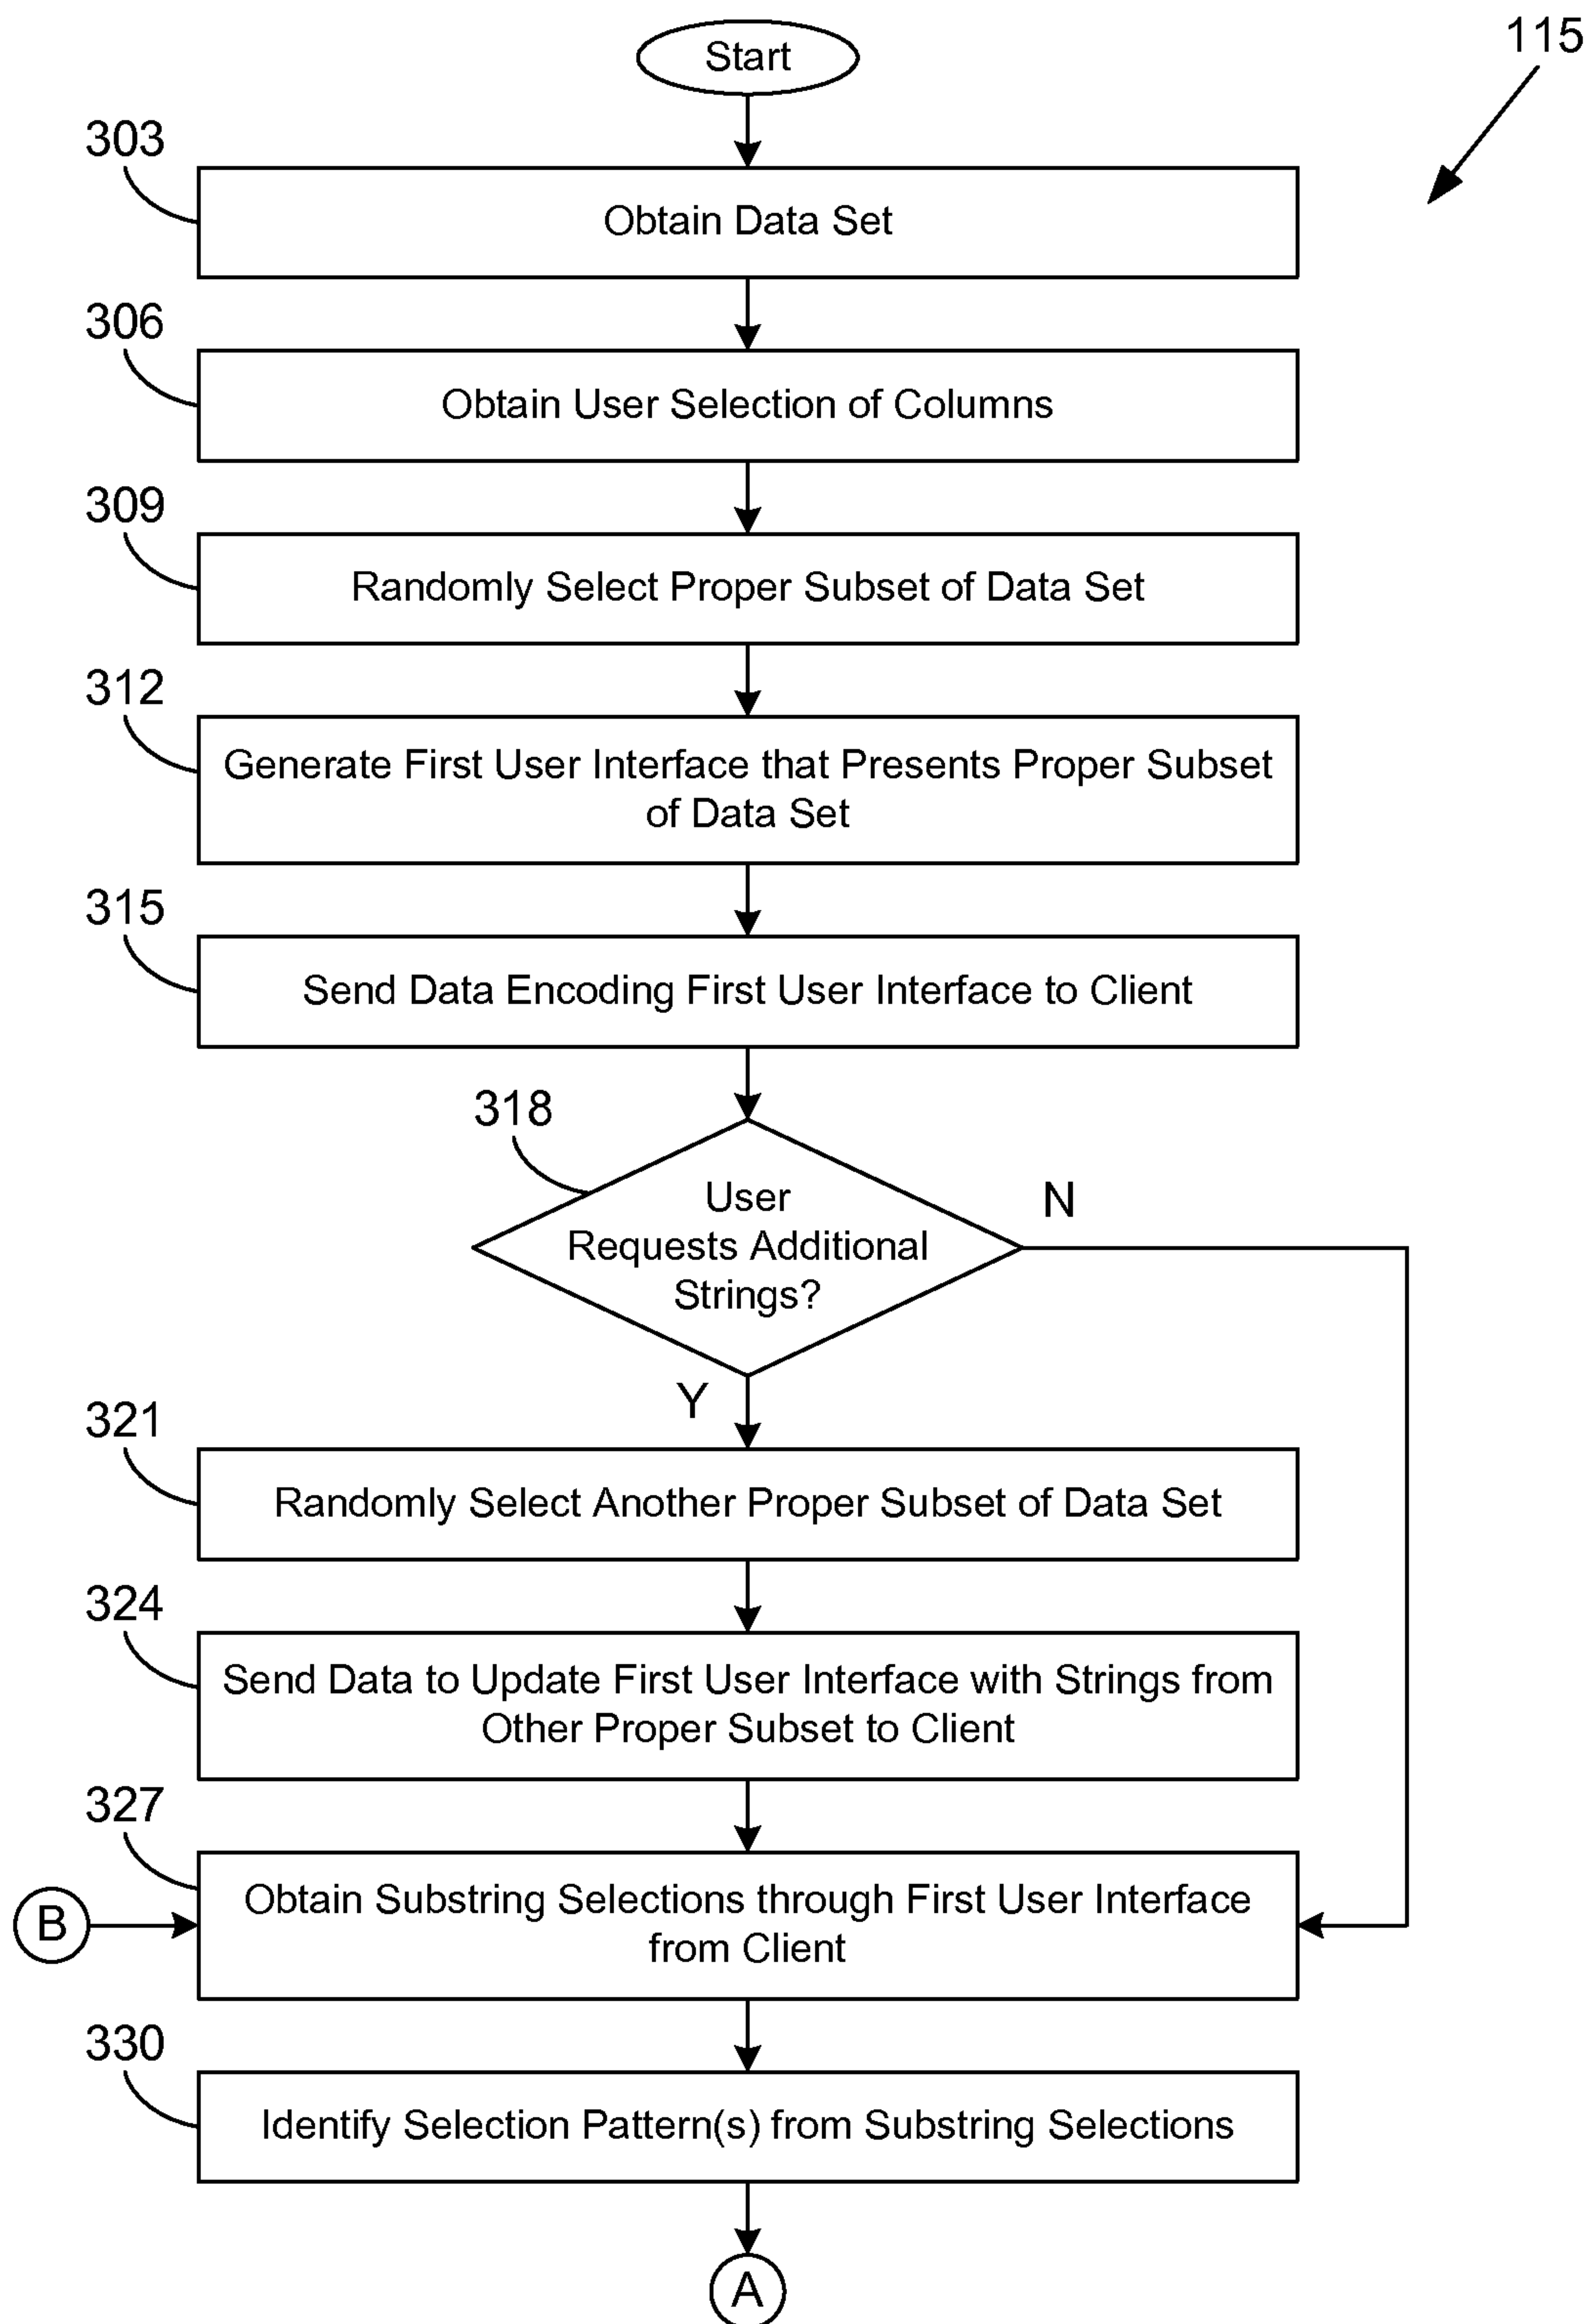 115
Start
303
Obtain Data Set
306
Obtain User Selection of Columns
309
Randomly Select Proper Subset of Data Set
312
Generate First User Interface that Presents Proper Subset
of Data Set
315
Send Data Encoding First User Interface to Client
318
User
Requests Additional
Strings?
N
Y
321
Randomly Select Another Proper Subset of Data Set
324
Send Data to Update First User Interface with Strings from
Other Proper Subset to Client
327
B
Obtain Substring Selections through First User Interface
from Client
330
Identify Selection Pattern(s) from Substring Selections
A